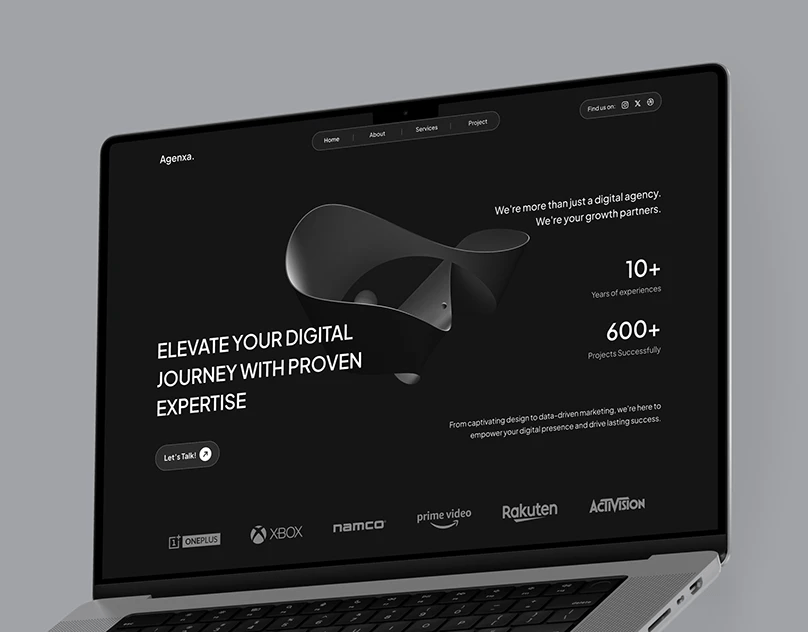 Agenxa.
Home
About
Services
Project
Find us on:
We're more than just a digital agency.
We're your growth partners.
10+
Years of experiences
600+
Projects Successfully
ELEVATE YOUR DIGITAL
JOURNEY WITH PROVEN
EXPERTISE
Let's Talk!
From captivating design to data-driven marketing, we're here to
empower your digital presence and drive lasting success.
1+ ONEPLUS
XBOX
namco
prime video
Rakuten
ACTIVISION